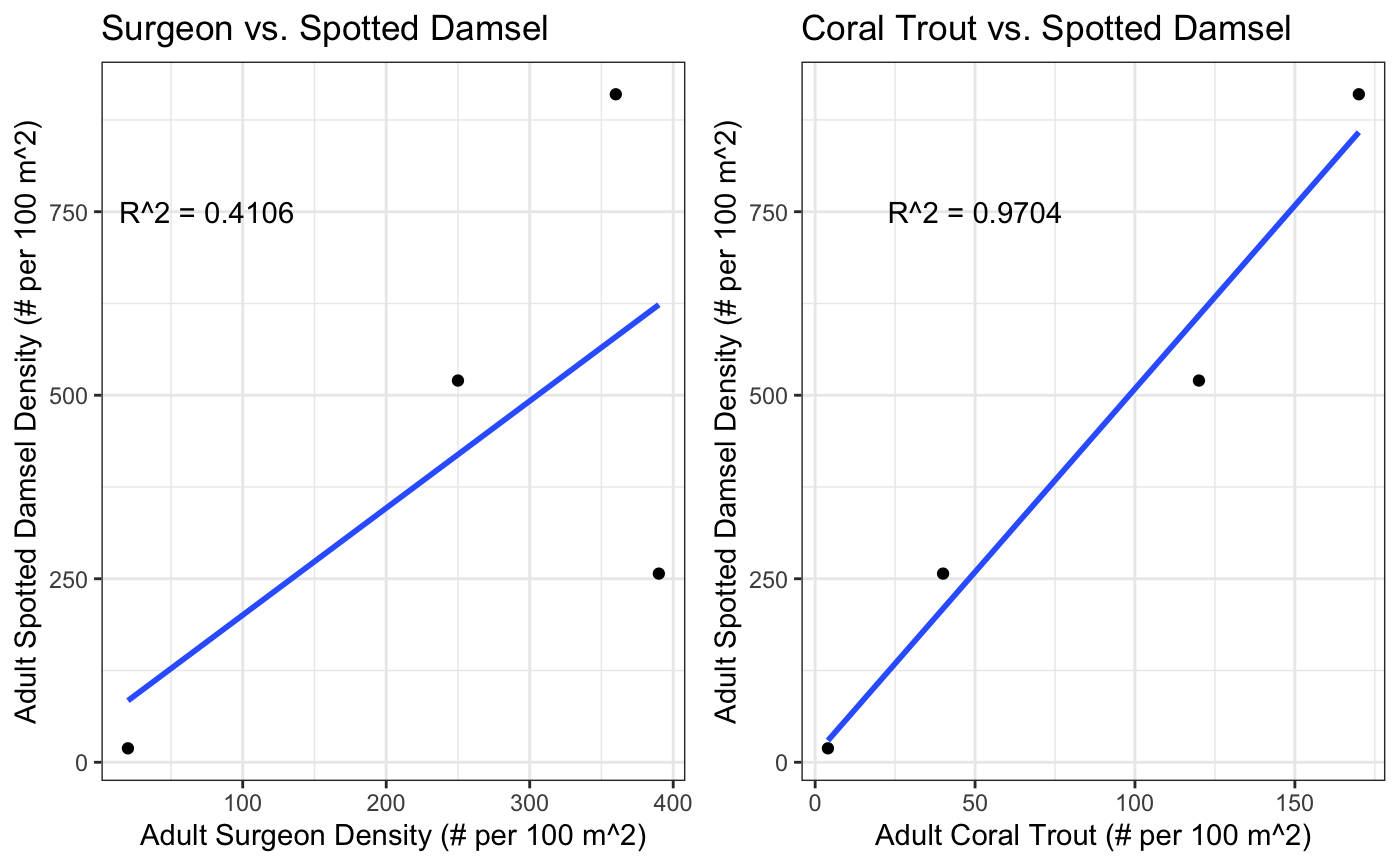 Surgeon vs. Spotted Damsel
Adult Spotted Damsel Density (# per 100 m^2)
750
500
250
0
R^2 = 0.4106
100
200
300
400
Adult Surgeon Density (# per 100 m^2)
Coral Trout vs. Spotted Damsel
Adult Spotted Damsel Density (# per 100 m^2)
750
500
250
0
R^2 = 0.9704
0
50
100
150
Adult Coral Trout (# per 100 m^2)